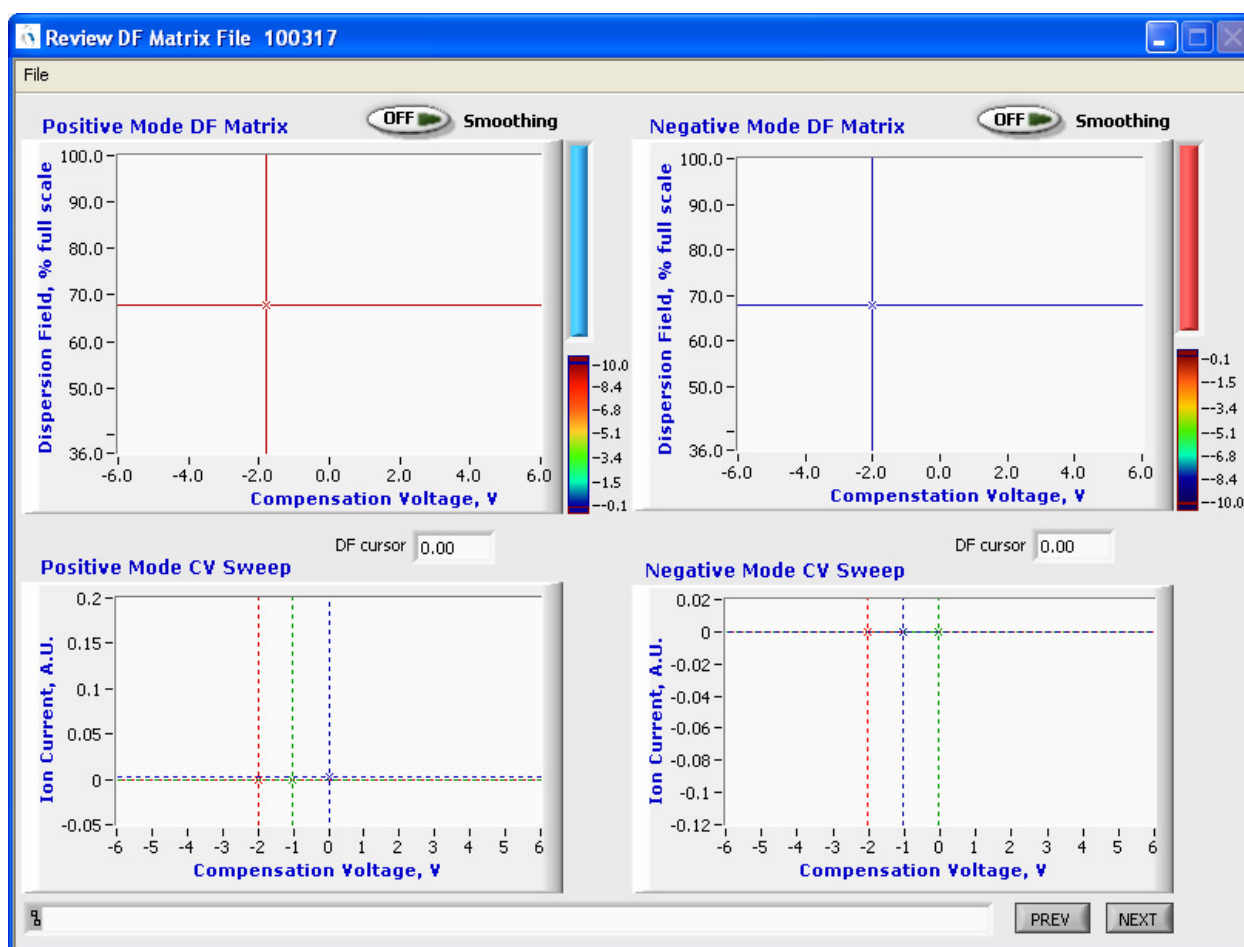 Review DF Matrix File 100317
File
Positive Mode DF Matrix
OFF
Smoothing
Dispersion Field, % full scale
100.0
90.0
80.0
70.0
60.0
50.0
36.0
-6.0 -4.0 -2.0 0.0 2.0 4.0 6.0
Compensation Voltage, V
-10.0
-8.4
-6.8
-5.1
-3.4
-1.5
--0.1
Negative Mode DF Matrix
OFF
Smoothing
Dispersion Field, % full scale
100.0
90.0
80.0
70.0
60.0
50.0
36.0
-6.0 -4.0 -2.0 0.0 2.0 4.0 6.0
Compenstation Voltage, V
-0.1
--1.5
--3.4
--5.1
--6.8
--8.4
--10.0
DF cursor 0.00
Positive Mode CV Sweep
Ion Current, A.U.
0.2
0.15
0.1
0.05
0
-0.05
-6 -5 -4 -3 -2 -1 0 1 2 3 4 5 6
Compensation Voltage, V
DF cursor 0.00
Negative Mode CV Sweep
Ion Current, A.U.
0.02
0
-0.02
-0.04
-0.06
-0.08
-0.1
-0.12
-6 -5 -4 -3 -2 -1 0 1 2 3 4 5 6
Compensation Voltage, V
PREV NEXT